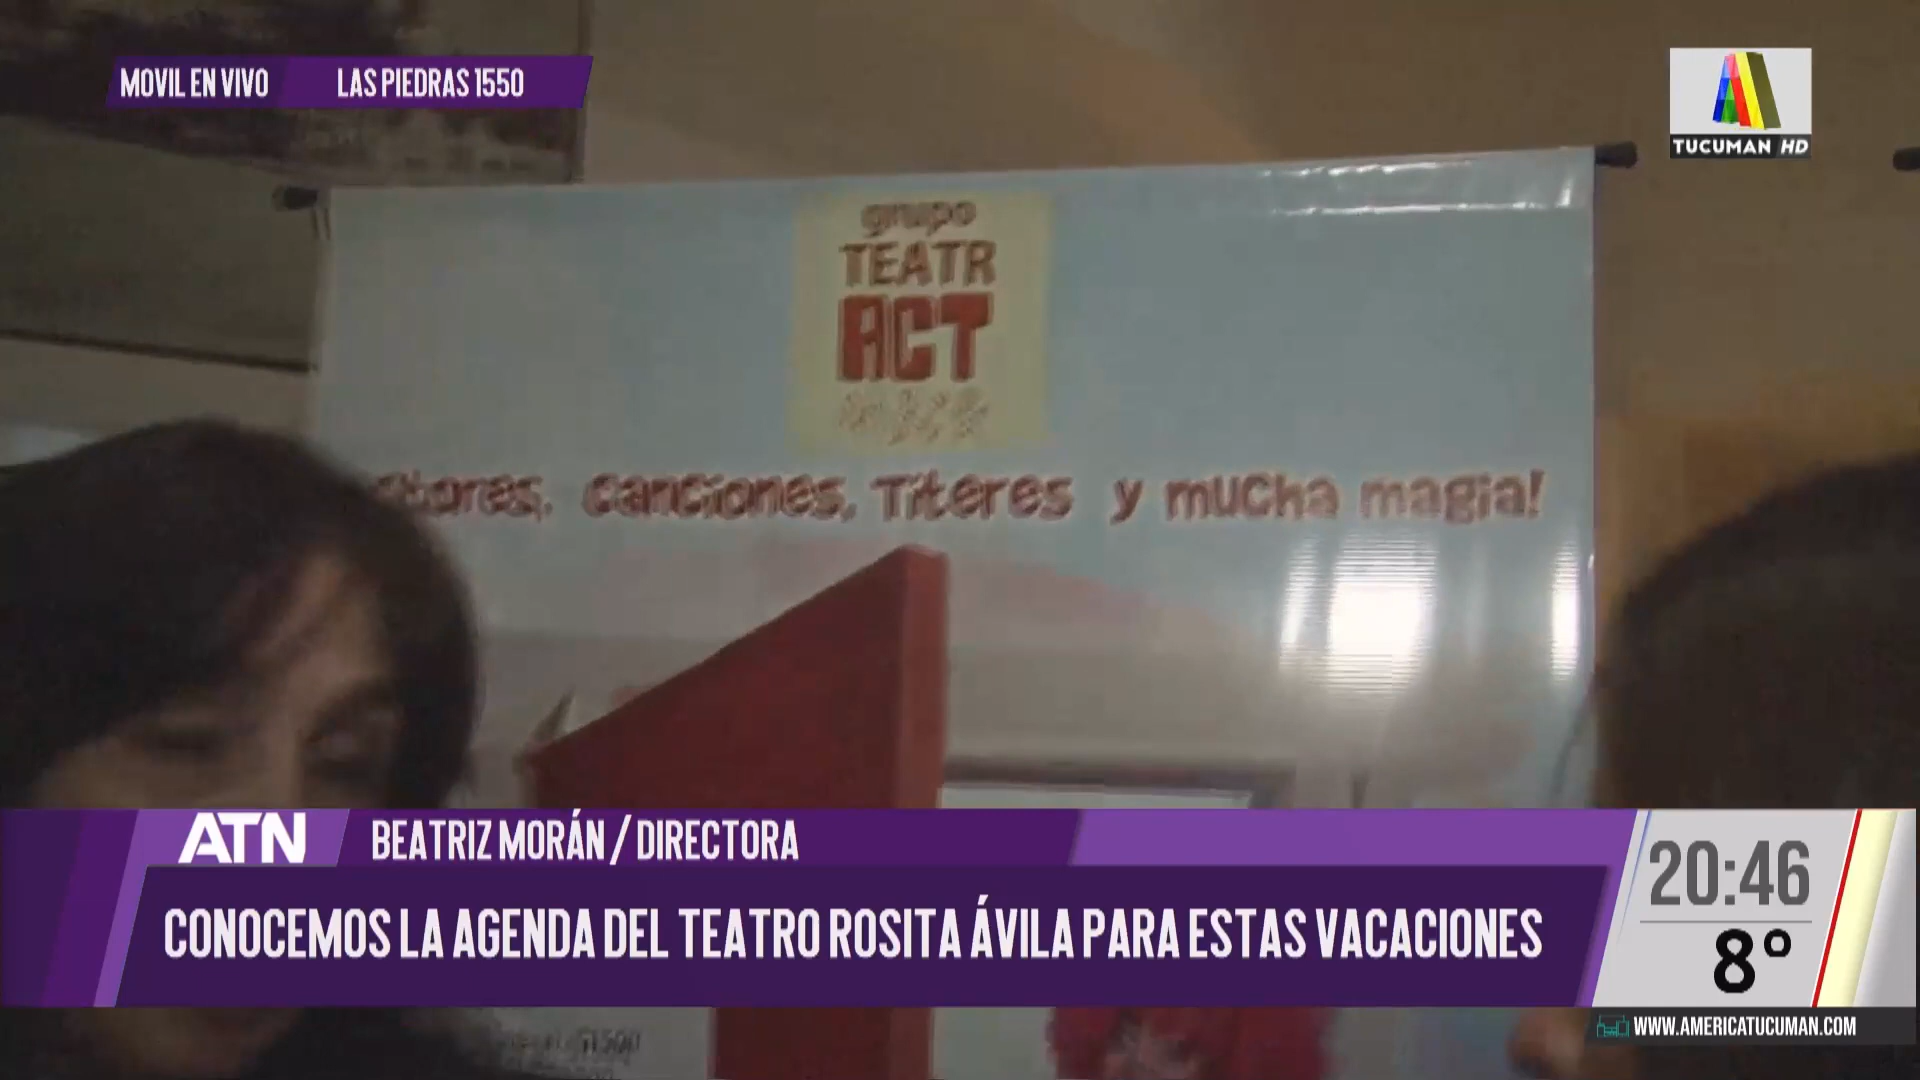 MOVIL EN VIVO LAS PIEDRAS 1550
TUCUMAN HD
grupo
TEATR
ACT
canciones, Títeres y mucha magia!
ATN BEATRIZ MORÁN / DIRECTORA
CONOCEMOS LA AGENDA DEL TEATRO ROSITA ÁVILA PARA ESTAS VACACIONES
20:46
8°
WWW.AMERICATUCUMAN.COM